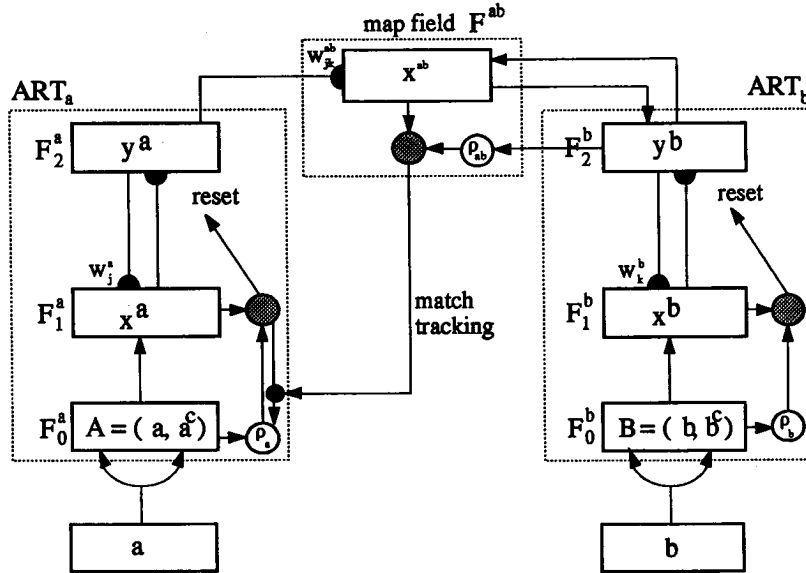 map field F^ab
w_jk^ab
x^ab
ART_a
ART_b
F_2^a
y^a
ρ_ab
F_2^b
y^b
reset
reset
w_j^a
w_k^b
F_1^a
x^a
match
tracking
F_1^b
x^b
F_0^a
A = ( a, a^c )
ρ_a
F_0^b
B = ( b, b^c )
ρ_b
a
b